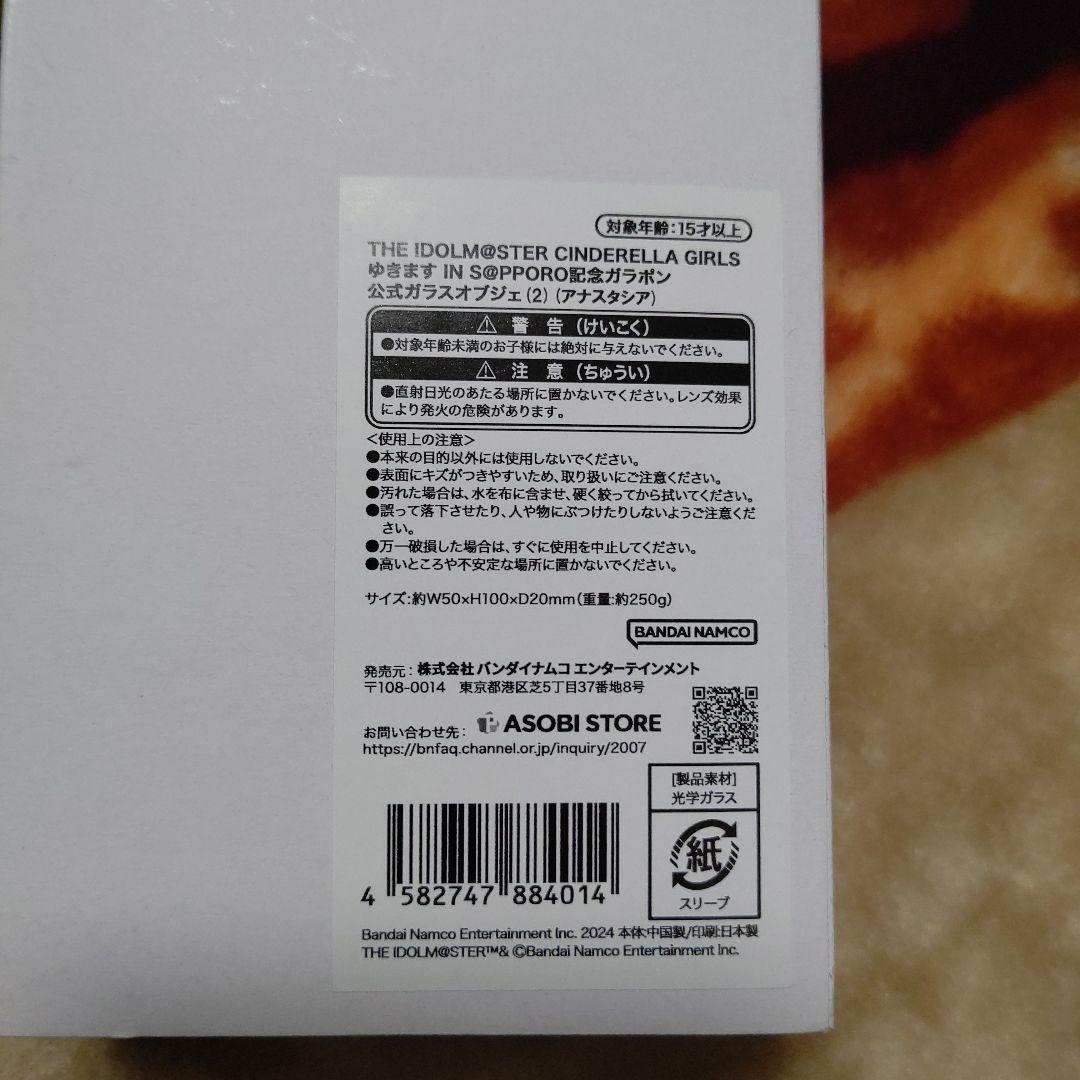 対象年齢:15才以上
THE IDOLM@STER CINDERELLA GIRLS
ゆきます IN S@PPORO記念ガラポン
公式ガラスオブジェ(2)(アナスタシア)
⚠ 警 告(けいこく)
●対象年齢未満のお子様には絶対に与えないでください。
⚠ 注 意(ちゅうい)
●直射日光のあたる場所に置かないでください。レンズ効果
により発火の危険があります。
<使用上の注意>
●本来の目的以外には使用しないでください。
●表面にキズがつきやすいため、取り扱いにご注意ください。
●汚れた場合は、水を布に含ませ、硬く絞ってから拭いてください。
●誤って落下させたり、人や物にぶつけたりしないようご注意くだ
さい。
●万一破損した場合は、すぐに使用を中止してください。
●高いところや不安定な場所に置かないでください。
サイズ:約W50×H100×D20mm(重量:約250g)
BANDAI NAMCO
発売元:株式会社バンダイナムコエンターテインメント
〒108-0014 東京都港区芝5丁目37番地8号
お問い合わせ先: ASOBI STORE
https://bnfaq.channel.or.jp/inquiry/2007
[製品素材]
光学ガラス
紙
スリーブ
4 582747 884014
Bandai Namco Entertainment Inc. 2024 本体:中国製/印刷:日本製
THE IDOLM@STER™& ©Bandai Namco Entertainment Inc.